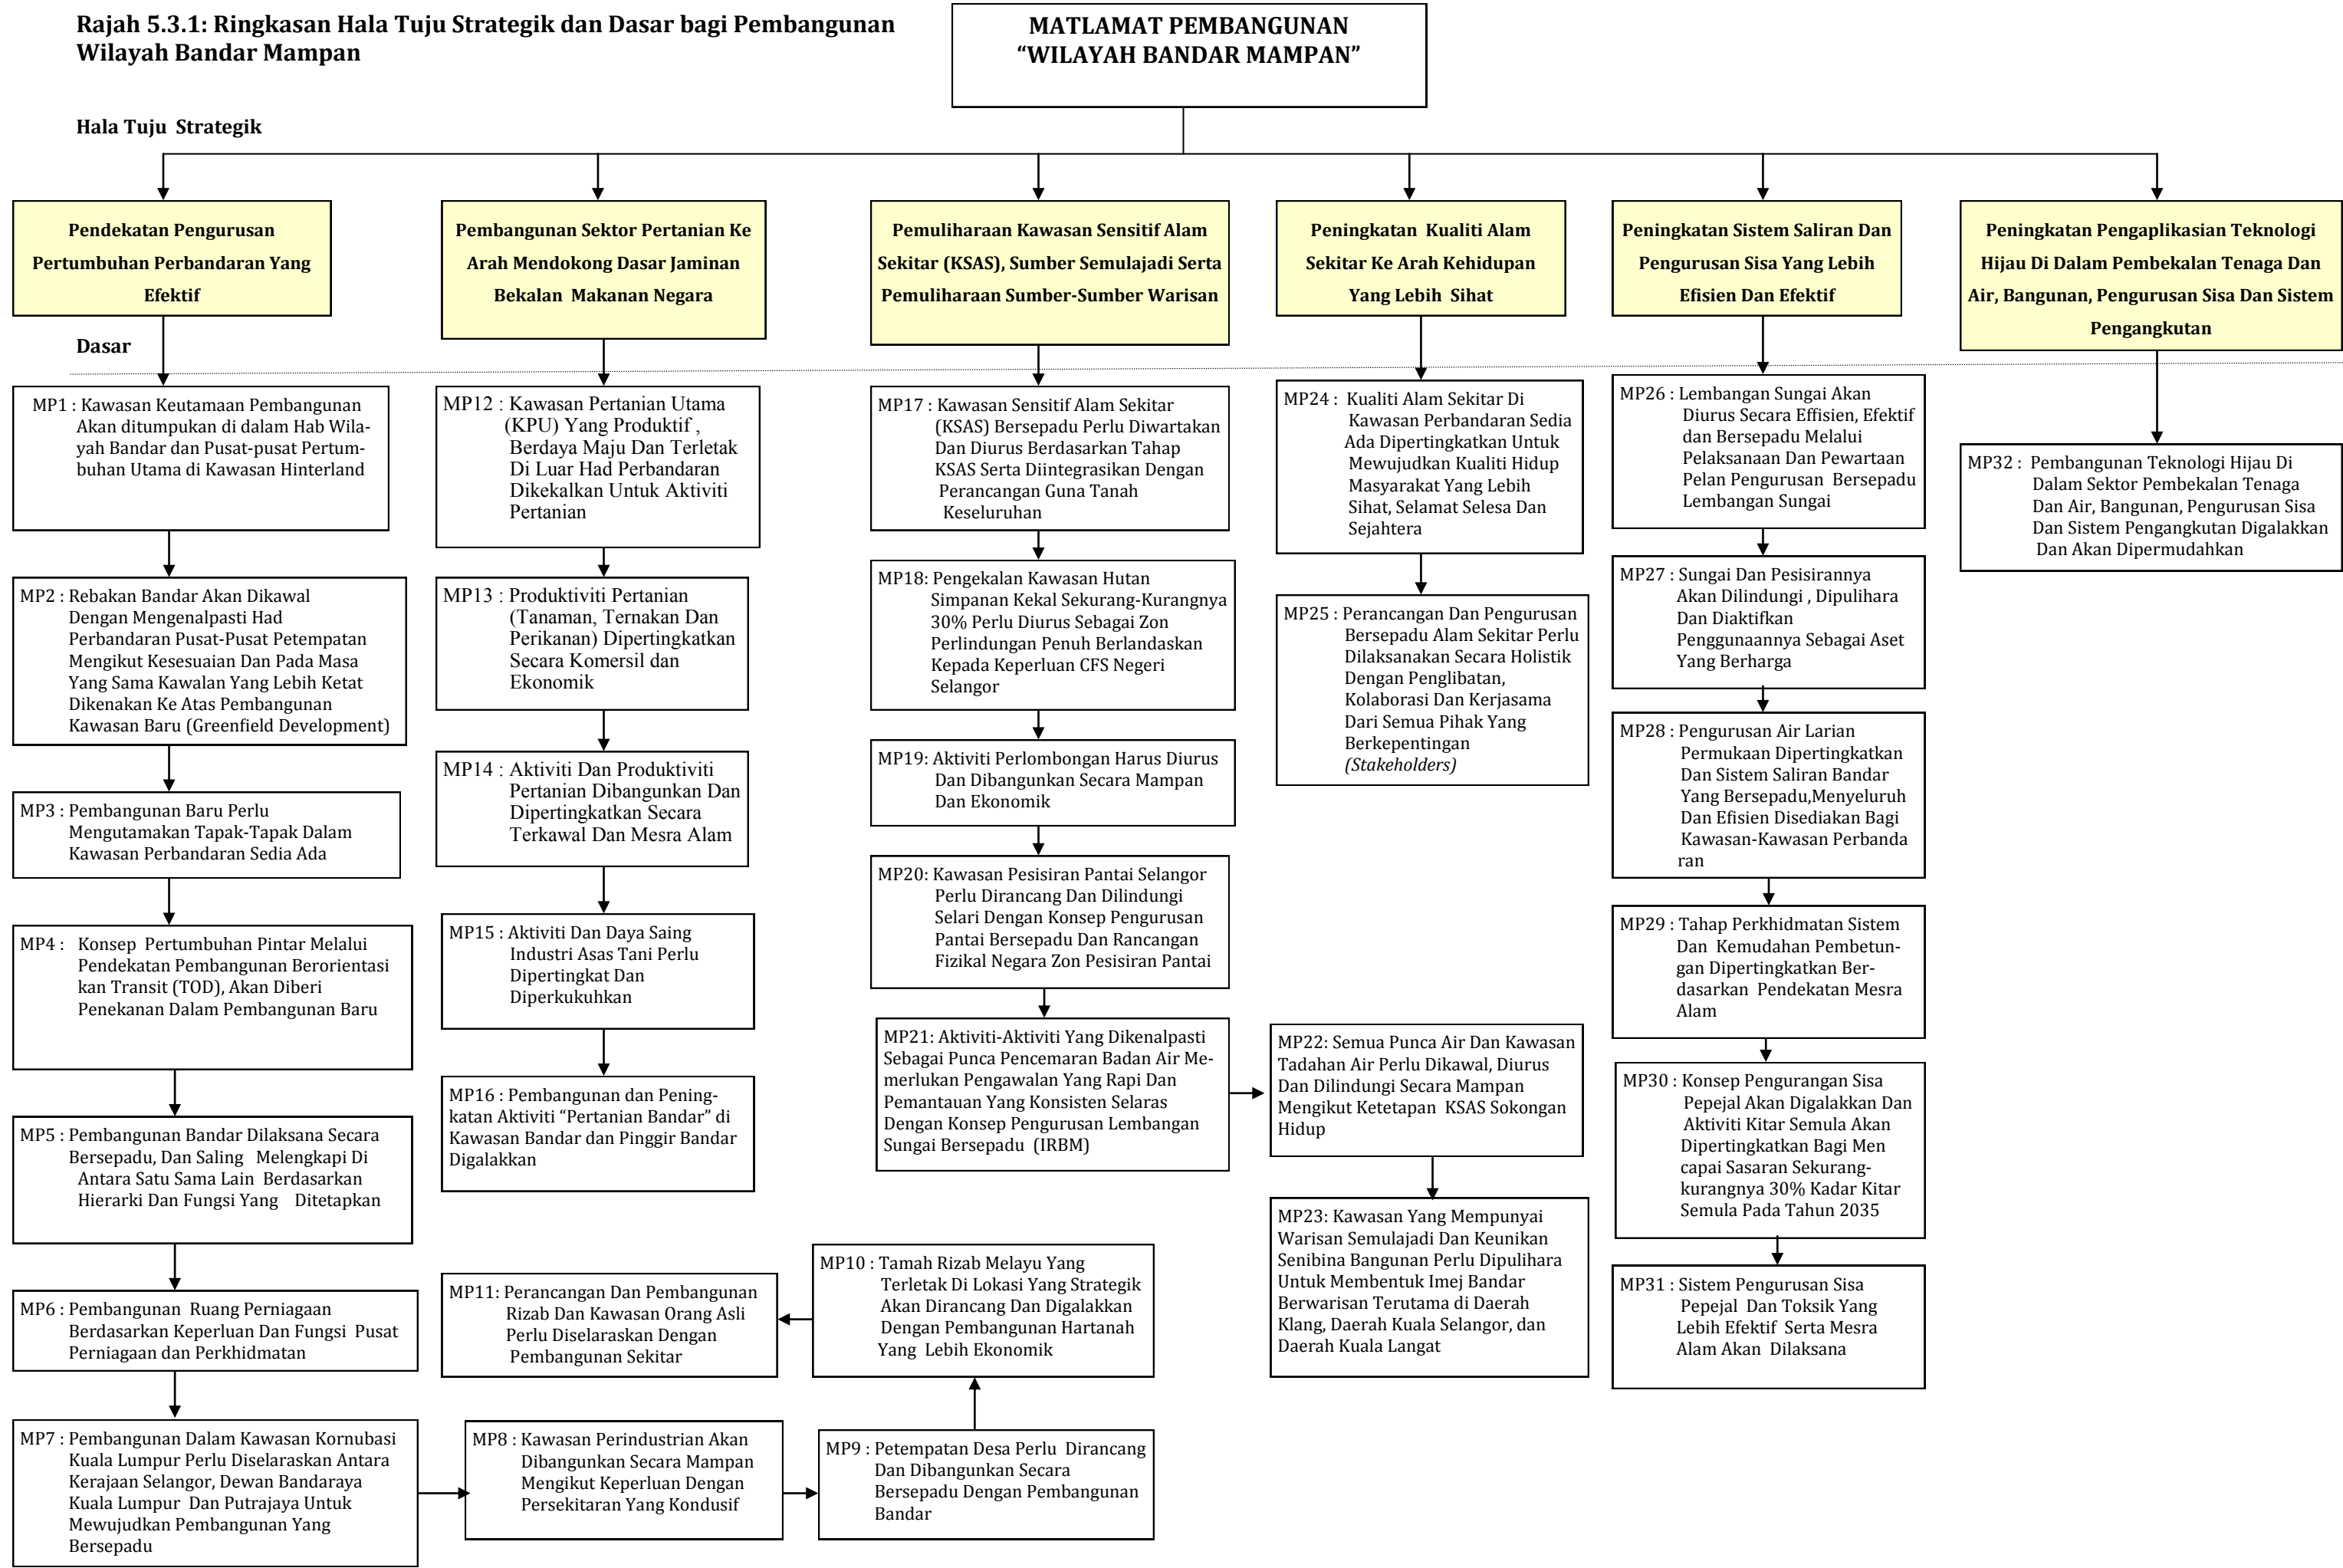 Rajah 5.3.1: Ringkasan Hala Tuju Strategik dan Dasar bagi Pembangunan
Wilayah Bandar Mampan
MATLAMAT PEMBANGUNAN
“WILAYAH BANDAR MAMPAN”
Hala Tuju Strategik
Pendekatan Pengurusan
Pertumbuhan Perbandaran Yang
Efektif
Pembangunan Sektor Pertanian Ke
Arah Mendokong Dasar Jaminan
Bekalan Makanan Negara
Pemuliharaan Kawasan Sensitif Alam
Sekitar (KSAS), Sumber Semulajadi Serta
Pemuliharaan Sumber-Sumber Warisan
Peningkatan Kualiti Alam
Sekitar Ke Arah Kehidupan
Yang Lebih Sihat
Peningkatan Sistem Saliran Dan
Pengurusan Sisa Yang Lebih
Efisien Dan Efektif
Peningkatan Pengaplikasian Teknologi
Hijau Di Dalam Pembekalan Tenaga Dan
Air, Bangunan, Pengurusan Sisa Dan Sistem
Pengangkutan
Dasar
MP1 : Kawasan Keutamaan Pembangunan
Akan ditumpukan di dalam Hab Wila-
yah Bandar dan Pusat-pusat Pertum-
buhan Utama di Kawasan Hinterland
MP2 : Rebakan Bandar Akan Dikawal
Dengan Mengenalpasti Had
Perbandaran Pusat-Pusat Petempatan
Mengikut Kesesuaian Dan Pada Masa
Yang Sama Kawalan Yang Lebih Ketat
Dikenakan Ke Atas Pembangunan
Kawasan Baru (Greenfield Development)
MP3 : Pembangunan Baru Perlu
Mengutamakan Tapak-Tapak Dalam
Kawasan Perbandaran Sedia Ada
MP4 : Konsep Pertumbuhan Pintar Melalui
Pendekatan Pembangunan Berorientasi
kan Transit (TOD), Akan Diberi
Penekanan Dalam Pembangunan Baru
MP5 : Pembangunan Bandar Dilaksana Secara
Bersepadu, Dan Saling Melengkapi Di
Antara Satu Sama Lain Berdasarkan
Hierarki Dan Fungsi Yang Ditetapkan
MP6 : Pembangunan Ruang Perniagaan
Berdasarkan Keperluan Dan Fungsi Pusat
Perniagaan dan Perkhidmatan
MP7 : Pembangunan Dalam Kawasan Kornubasi
Kuala Lumpur Perlu Diselaraskan Antara
Kerajaan Selangor, Dewan Bandaraya
Kuala Lumpur Dan Putrajaya Untuk
Mewujudkan Pembangunan Yang
Bersepadu
MP8 : Kawasan Perindustrian Akan
Dibangunkan Secara Mampan
Mengikut Keperluan Dengan
Persekitaran Yang Kondusif
MP9 : Petempatan Desa Perlu Dirancang
Dan Dibangunkan Secara
Bersepadu Dengan Pembangunan
Bandar
MP10 : Tamah Rizab Melayu Yang
Terletak Di Lokasi Yang Strategik
Akan Dirancang Dan Digalakkan
Dengan Pembangunan Hartanah
Yang Lebih Ekonomik
MP11: Perancangan Dan Pembangunan
Rizab Dan Kawasan Orang Asli
Perlu Diselaraskan Dengan
Pembangunan Sekitar
MP12 : Kawasan Pertanian Utama
(KPU) Yang Produktif ,
Berdaya Maju Dan Terletak
Di Luar Had Perbandaran
Dikekalkan Untuk Aktiviti
Pertanian
MP13 : Produktiviti Pertanian
(Tanaman, Ternakan Dan
Perikanan) Dipertingkatkan
Secara Komersil dan
Ekonomik
MP14 : Aktiviti Dan Produktiviti
Pertanian Dibangunkan Dan
Dipertingkatkan Secara
Terkawal Dan Mesra Alam
MP15 : Aktiviti Dan Daya Saing
Industri Asas Tani Perlu
Dipertingkat Dan
Diperkukuhkan
MP16 : Pembangunan dan Pening-
katan Aktiviti “Pertanian Bandar” di
Kawasan Bandar dan Pinggir Bandar
Digalakkan
MP17 : Kawasan Sensitif Alam Sekitar
(KSAS) Bersepadu Perlu Diwartakan
Dan Diurus Berdasarkan Tahap
KSAS Serta Diintegrasikan Dengan
Perancangan Guna Tanah
Keseluruhan
MP18: Pengekalan Kawasan Hutan
Simpanan Kekal Sekurang-Kurangnya
30% Perlu Diurus Sebagai Zon
Perlindungan Penuh Berlandaskan
Kepada Keperluan CFS Negeri
Selangor
MP19: Aktiviti Perlombongan Harus Diurus
Dan Dibangunkan Secara Mampan
Dan Ekonomik
MP20: Kawasan Pesisiran Pantai Selangor
Perlu Dirancang Dan Dilindungi
Selari Dengan Konsep Pengurusan
Pantai Bersepadu Dan Rancangan
Fizikal Negara Zon Pesisiran Pantai
MP21: Aktiviti-Aktiviti Yang Dikenalpasti
Sebagai Punca Pencemaran Badan Air Me-
merlukan Pengawalan Yang Rapi Dan
Pemantauan Yang Konsisten Selaras
Dengan Konsep Pengurusan Lembangan
Sungai Bersepadu (IRBM)
MP22: Semua Punca Air Dan Kawasan
Tadahan Air Perlu Dikawal, Diurus
Dan Dilindungi Secara Mampan
Mengikut Ketetapan KSAS Sokongan
Hidup
MP23: Kawasan Yang Mempunyai
Warisan Semulajadi Dan Keunikan
Senibina Bangunan Perlu Dipulihara
Untuk Membentuk Imej Bandar
Berwarisan Terutama di Daerah
Klang, Daerah Kuala Selangor, dan
Daerah Kuala Langat
MP24 : Kualiti Alam Sekitar Di
Kawasan Perbandaran Sedia
Ada Dipertingkatkan Untuk
Mewujudkan Kualiti Hidup
Masyarakat Yang Lebih
Sihat, Selamat Selesa Dan
Sejahtera
MP25 : Perancangan Dan Pengurusan
Bersepadu Alam Sekitar Perlu
Dilaksanakan Secara Holistik
Dengan Penglibatan,
Kolaborasi Dan Kerjasama
Dari Semua Pihak Yang
Berkepentingan
(Stakeholders)
MP26 : Lembangan Sungai Akan
Diurus Secara Effisien, Efektif
dan Bersepadu Melalui
Pelaksanaan Dan Pewartaan
Pelan Pengurusan Bersepadu
Lembangan Sungai
MP27 : Sungai Dan Pesisirannya
Akan Dilindungi , Dipulihara
Dan Diaktifkan
Penggunaannya Sebagai Aset
Yang Berharga
MP28 : Pengurusan Air Larian
Permukaan Dipertingkatkan
Dan Sistem Saliran Bandar
Yang Bersepadu,Menyeluruh
Dan Efisien Disediakan Bagi
Kawasan-Kawasan Perbanda
ran
MP29 : Tahap Perkhidmatan Sistem
Dan Kemudahan Pembetun-
gan Dipertingkatkan Ber-
dasarkan Pendekatan Mesra
Alam
MP30 : Konsep Pengurangan Sisa
Pepejal Akan Digalakkan Dan
Aktiviti Kitar Semula Akan
Dipertingkatkan Bagi Men
capai Sasaran Sekurang-
kurangnya 30% Kadar Kitar
Semula Pada Tahun 2035
MP31 : Sistem Pengurusan Sisa
Pepejal Dan Toksik Yang
Lebih Efektif Serta Mesra
Alam Akan Dilaksana
MP32 : Pembangunan Teknologi Hijau Di
Dalam Sektor Pembekalan Tenaga
Dan Air, Bangunan, Pengurusan Sisa
Dan Sistem Pengangkutan Digalakkan
Dan Akan Dipermudahkan